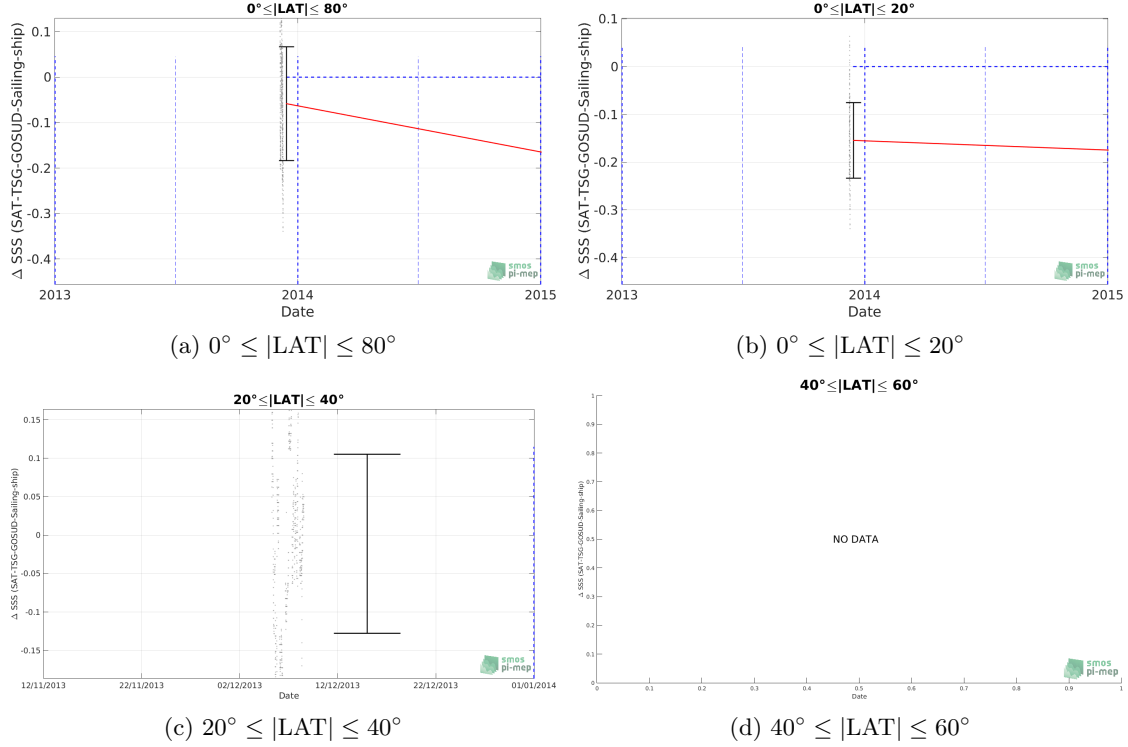 0°≤|LAT|≤ 80°
Δ SSS (SAT-TSG-GOSUD-Sailing-ship)
0.1
0
-0.1
-0.2
-0.3
-0.4
2013
2014
2015
Date
smos
pi-mep
(a) 0° ≤ |LAT| ≤ 80°
0°≤|LAT|≤ 20°
Δ SSS (SAT-TSG-GOSUD-Sailing-ship)
0.1
0
-0.1
-0.2
-0.3
-0.4
2013
2014
2015
Date
smos
pi-mep
(b) 0° ≤ |LAT| ≤ 20°
20°≤|LAT|≤ 40°
Δ SSS (SAT-TSG-GOSUD-Sailing-ship)
0.15
0.1
0.05
0
-0.05
-0.1
-0.15
12/11/2013
22/11/2013
02/12/2013
12/12/2013
22/12/2013
01/01/2014
Date
smos
pi-mep
(c) 20° ≤ |LAT| ≤ 40°
40°≤|LAT|≤ 60°
Δ SSS (SAT-TSG-GOSUD-Sailing-ship)
1
0.9
0.8
0.7
0.6
0.5
0.4
0.3
0.2
0.1
0
NO DATA
0
0.1
0.2
0.3
0.4
0.5
0.6
0.7
0.8
0.9
1
Date
smos
pi-mep
(d) 40° ≤ |LAT| ≤ 60°